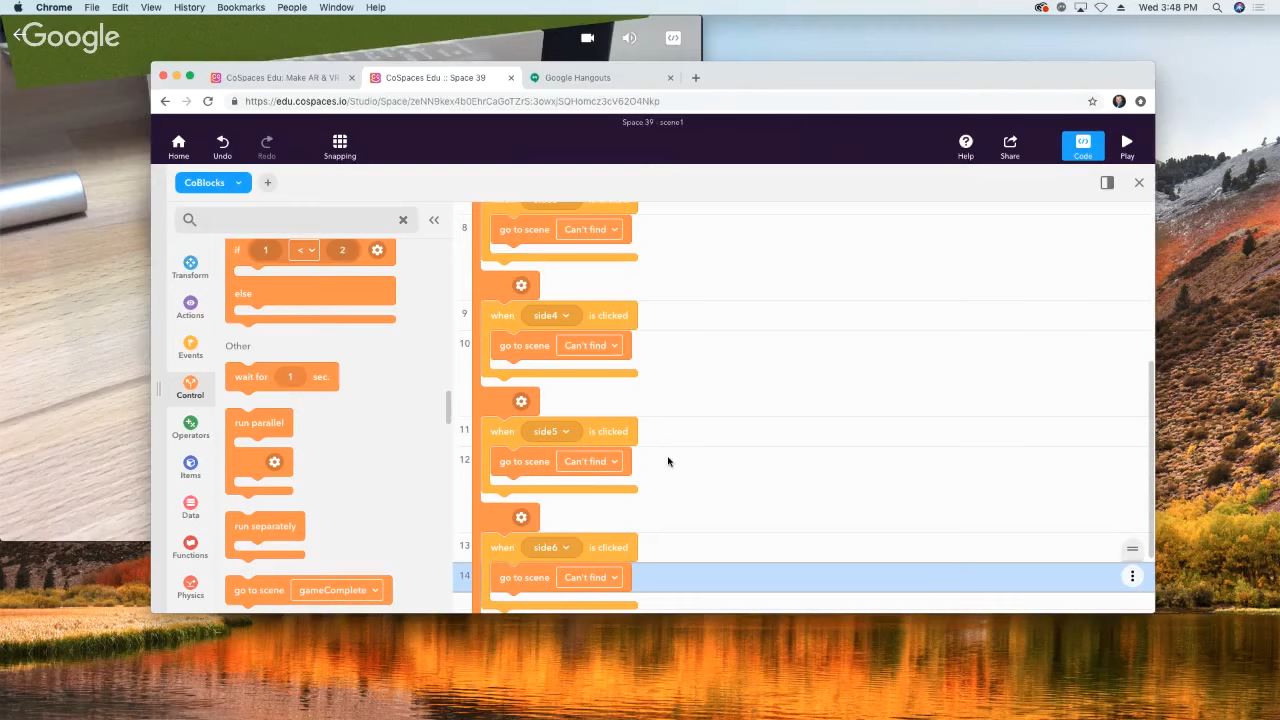 Chrome File Edit View History Bookmarks People Window Help Wed 3:48 PM
Google
CoSpaces Edu: Make AR & VR
CoSpaces Edu :: Space 39
Google Hangouts
https://edu.cospaces.io/Studio/Space/zeNN9kex4b0EhrCaGoTZrS:3owxjSQHomcz3cV62O4Nkp
Space 39 - scene1
Home Undo Redo Snapping Help Share Code Play
CoBlocks
Transform
Actions
Events
Control
Operators
Items
Data
Functions
Physics
if 1 < 2
else
Other
wait for 1 sec.
run parallel
run separately
go to scene gameComplete
8 go to scene Can't find
9 when side4 is clicked
10 go to scene Can't find
11 when side5 is clicked
12 go to scene Can't find
13 when side6 is clicked
14 go to scene Can't find